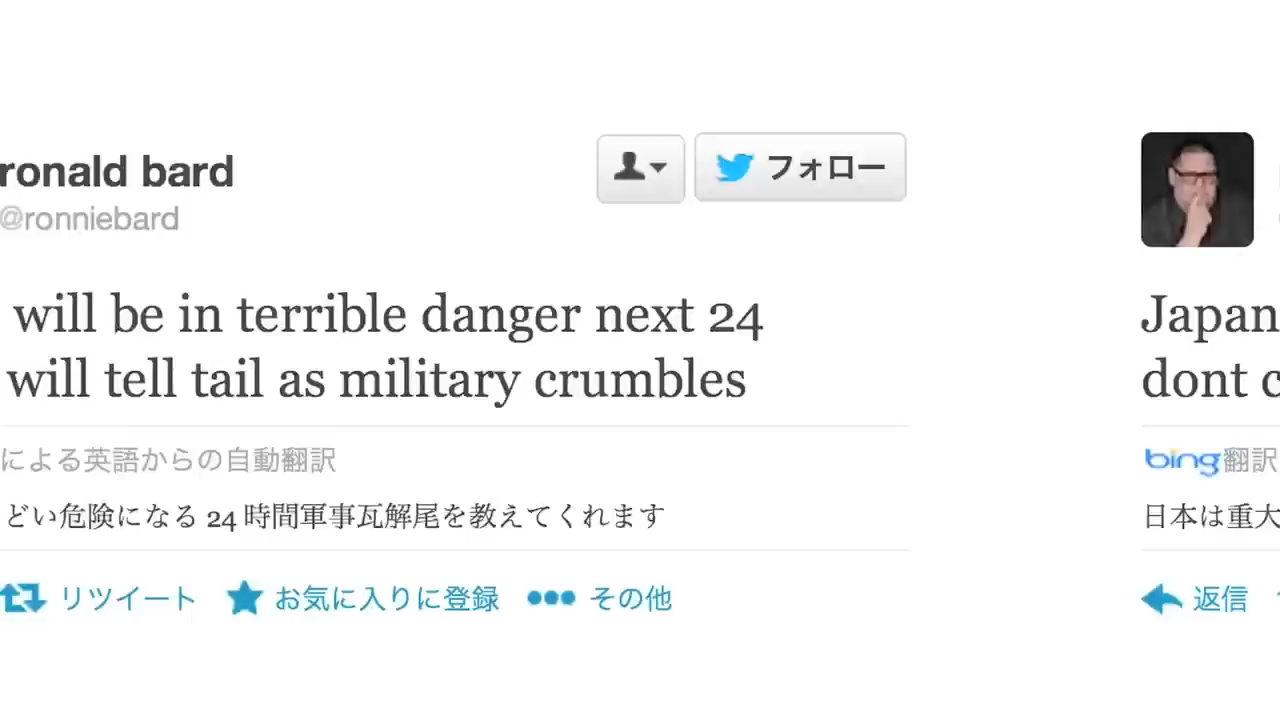 ronald bard
@ronniebard
フォロー
will be in terrible danger next 24
will tell tail as military crumbles
による英語からの自動翻訳
どい危険になる 24 時間軍事瓦解尾を教えてくれます
リツイート お気に入りに登録 その他
Japan
dont c
bing翻訳
日本は重大
返信